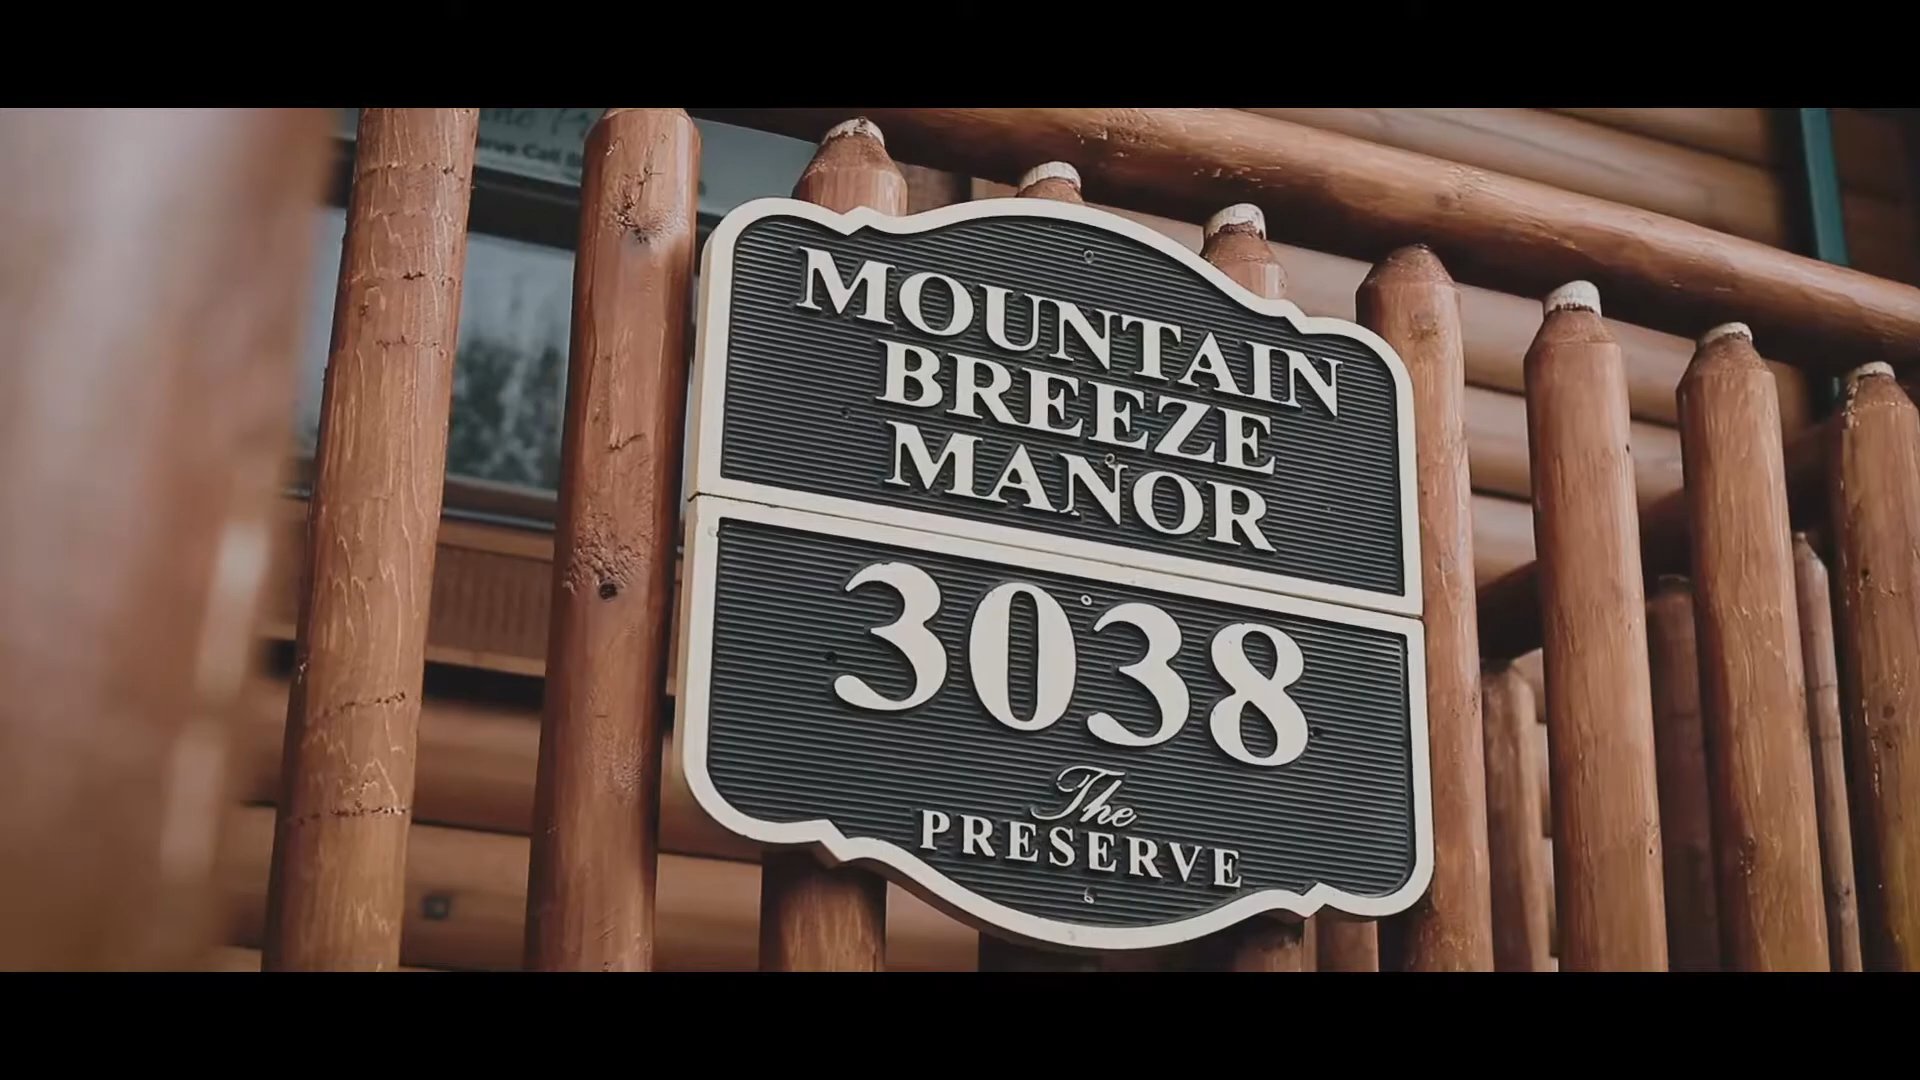 MOUNTAIN
BREEZE
MANOR
3038
The
PRESERVE